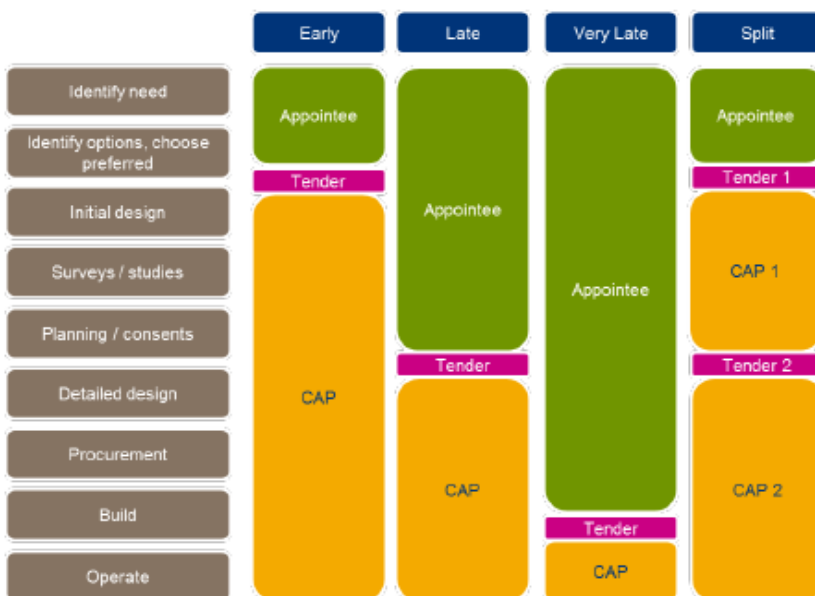 Early
Late
Very Late
Split
Identify need
Identify options, choose
preferred
Initial design
Surveys / studies
Planning / consents
Detailed design
Procurement
Build
Operate
Appointee
Tender
CAP
Appointee
Tender
CAP
Appointee
Tender
CAP
Appointee
Tender 1
CAP 1
Tender 2
CAP 2